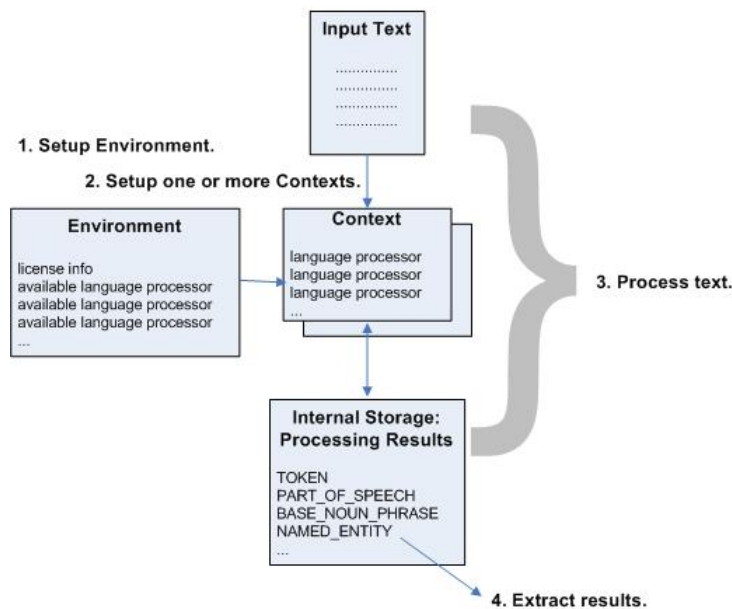 Input Text
................
................
................
................
1. Setup Environment.
2. Setup one or more Contexts.
Environment
license info
available language processor
available language processor
available language processor
...
Context
language processor
language processor
language processor
...
3. Process text.
Internal Storage:
Processing Results
TOKEN
PART_OF_SPEECH
BASE_NOUN_PHRASE
NAMED_ENTITY
...
4. Extract results.